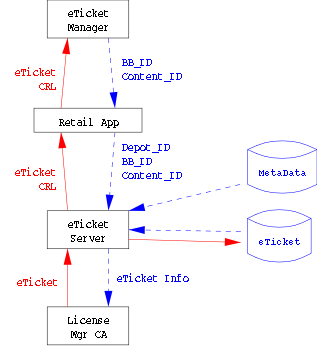 eTicket
Manager
eTicket
CRL
BB_ID
Content_ID
Retail App
eTicket
CRL
Depot_ID
BB_ID
Content_ID
MetaData
eTicket
Server
eTicket
eTicket
eTicket Info
License
Mgr CA